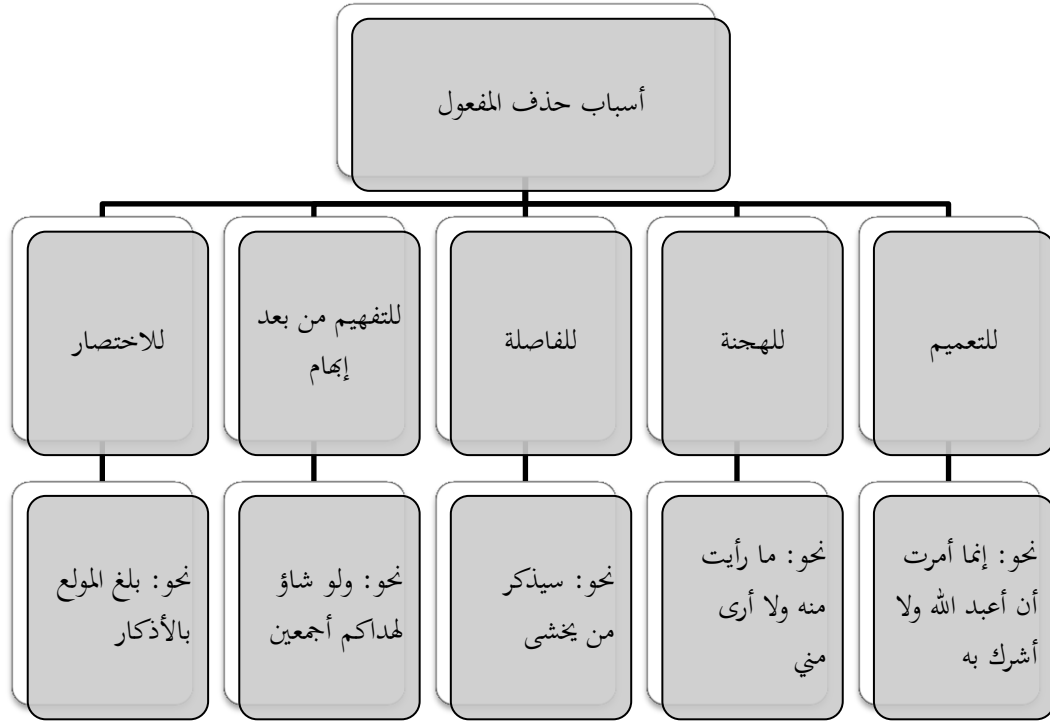 أسباب حذف المفعول
للتعميم
للهجنة
للفاصلة
للتفهيم من بعد
إبهام
للاختصار
نحو: إنما أمرت
أن أعبد الله ولا
أشرك به
نحو: ما رأيت
منه ولا أرى
مني
نحو: سيذكر
من يخشى
نحو: ولو شاؤ
لهداكم أجمعين
نحو: بلغ المولع
بالأذكار